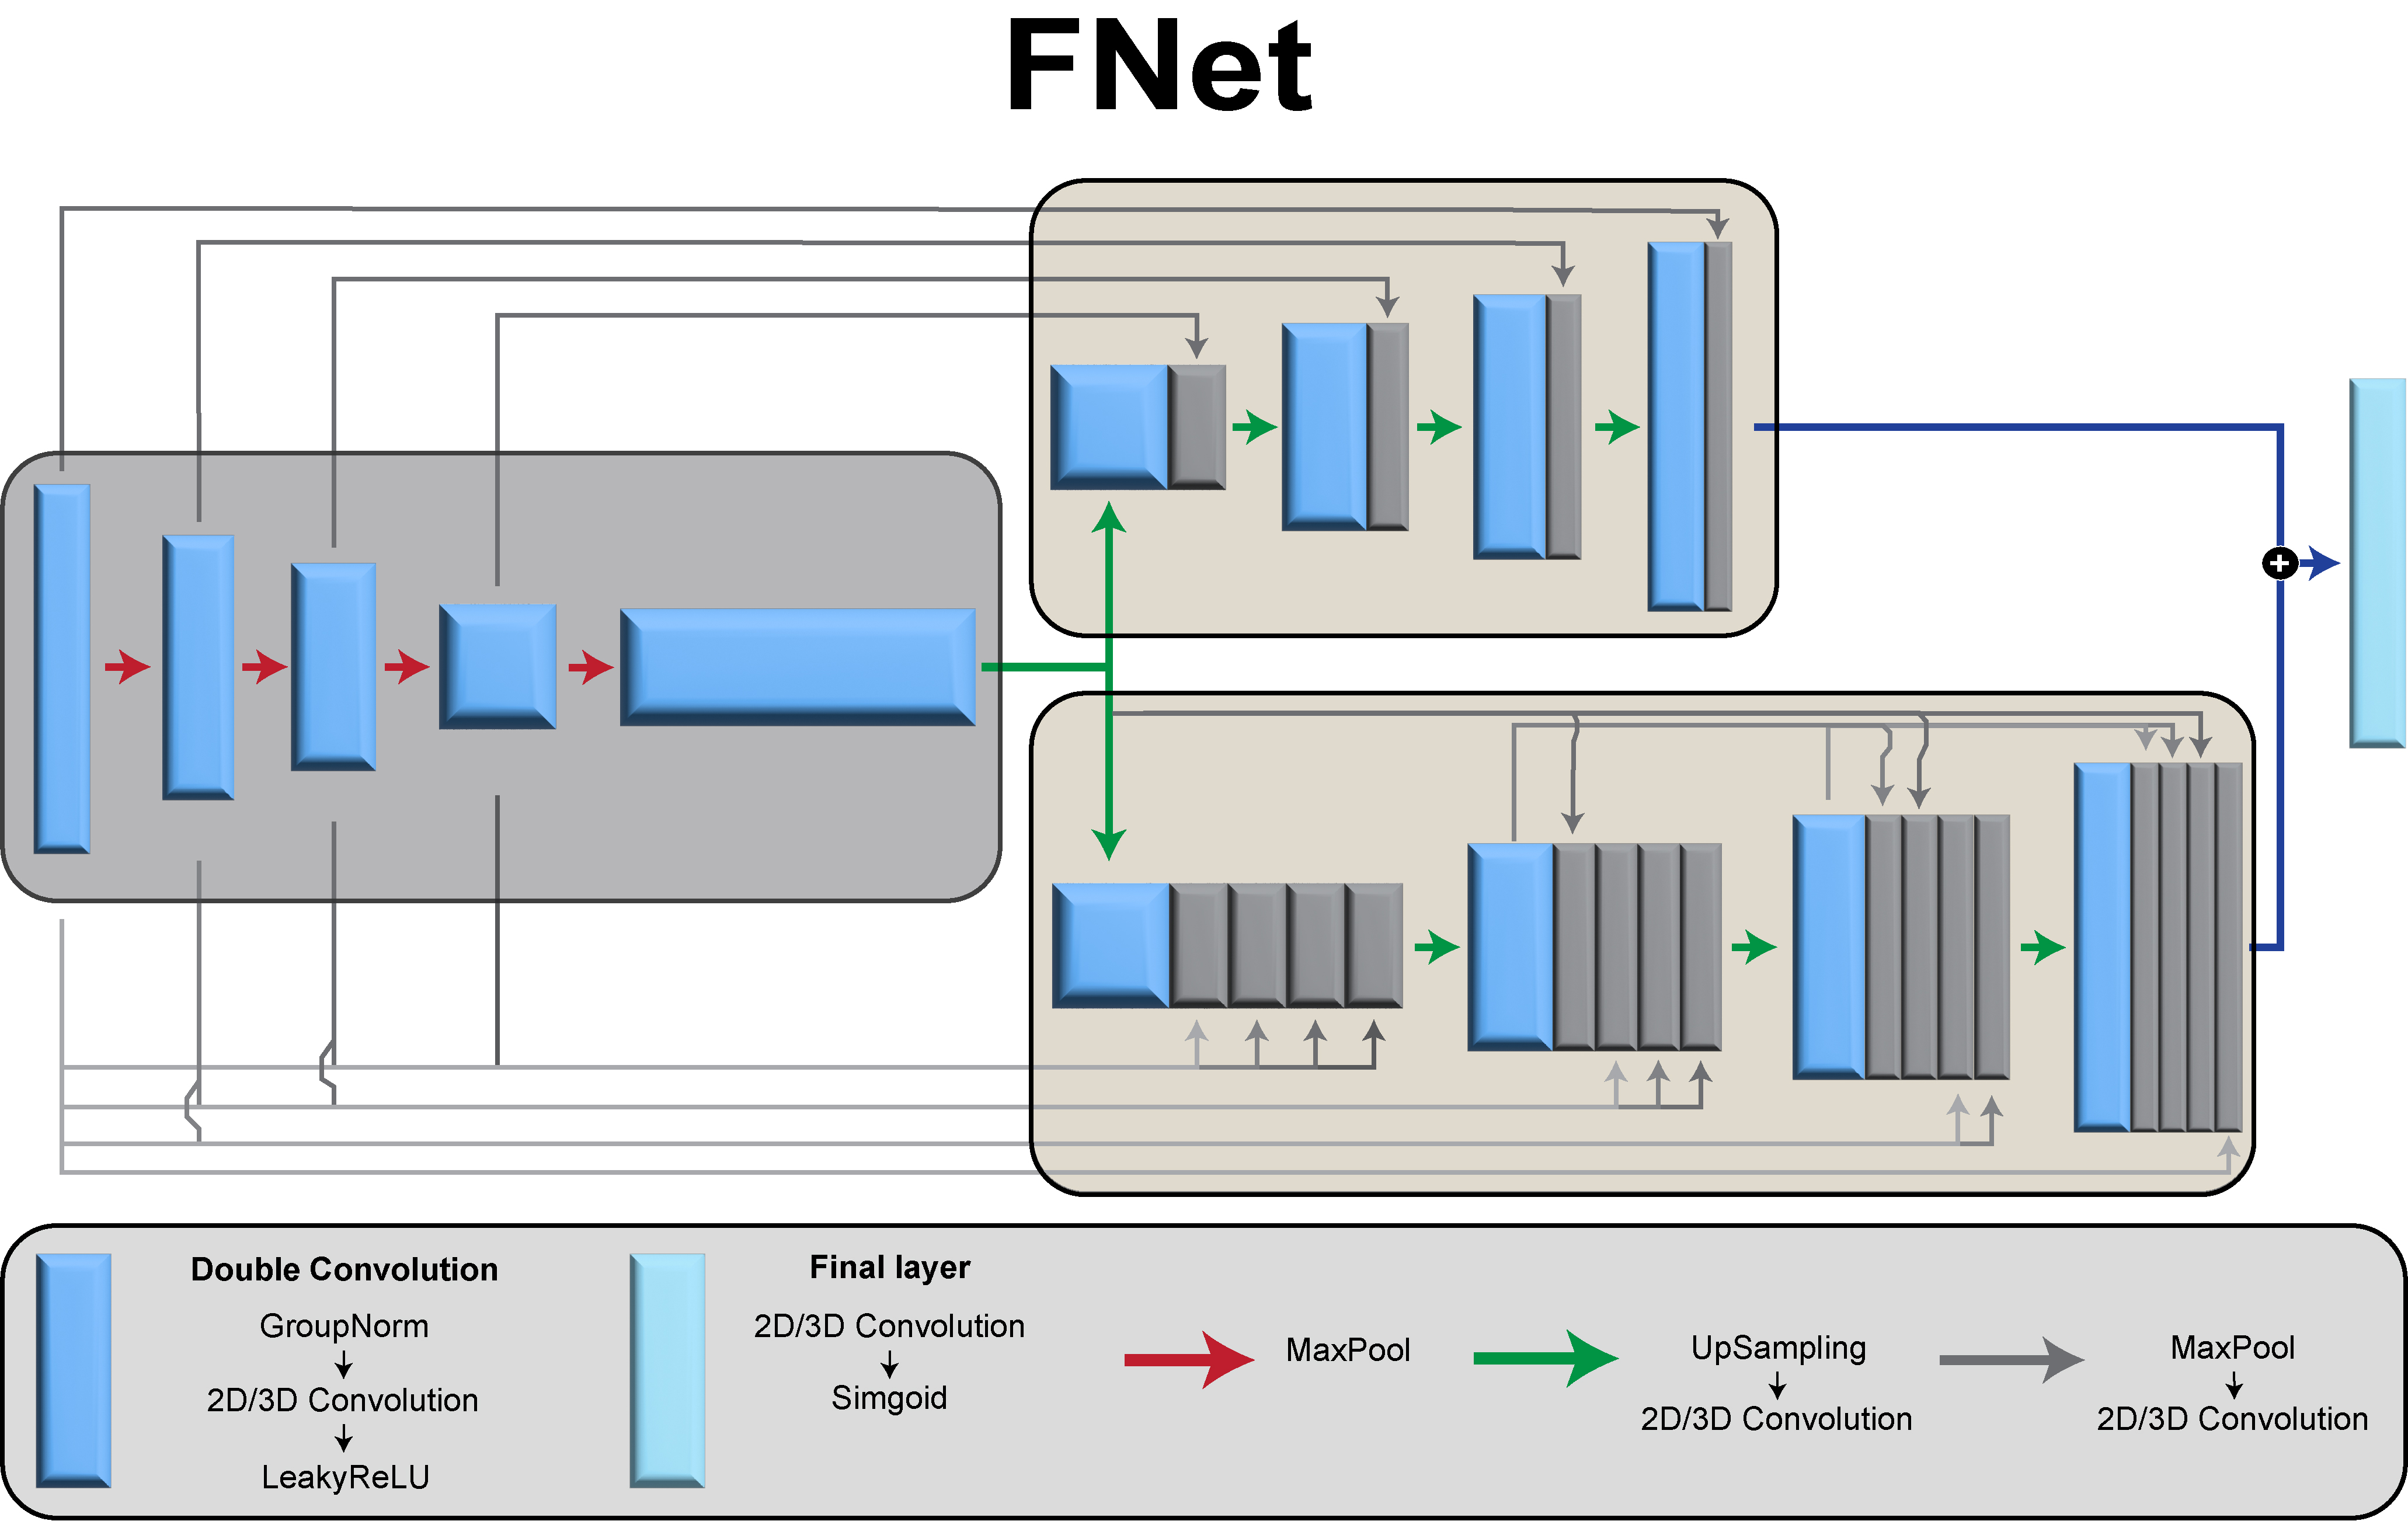 FNet
Double Convolution
GroupNorm
2D/3D Convolution
LeakyReLU
Final layer
2D/3D Convolution
Simgoid
MaxPool
UpSampling
2D/3D Convolution
MaxPool
2D/3D Convolution